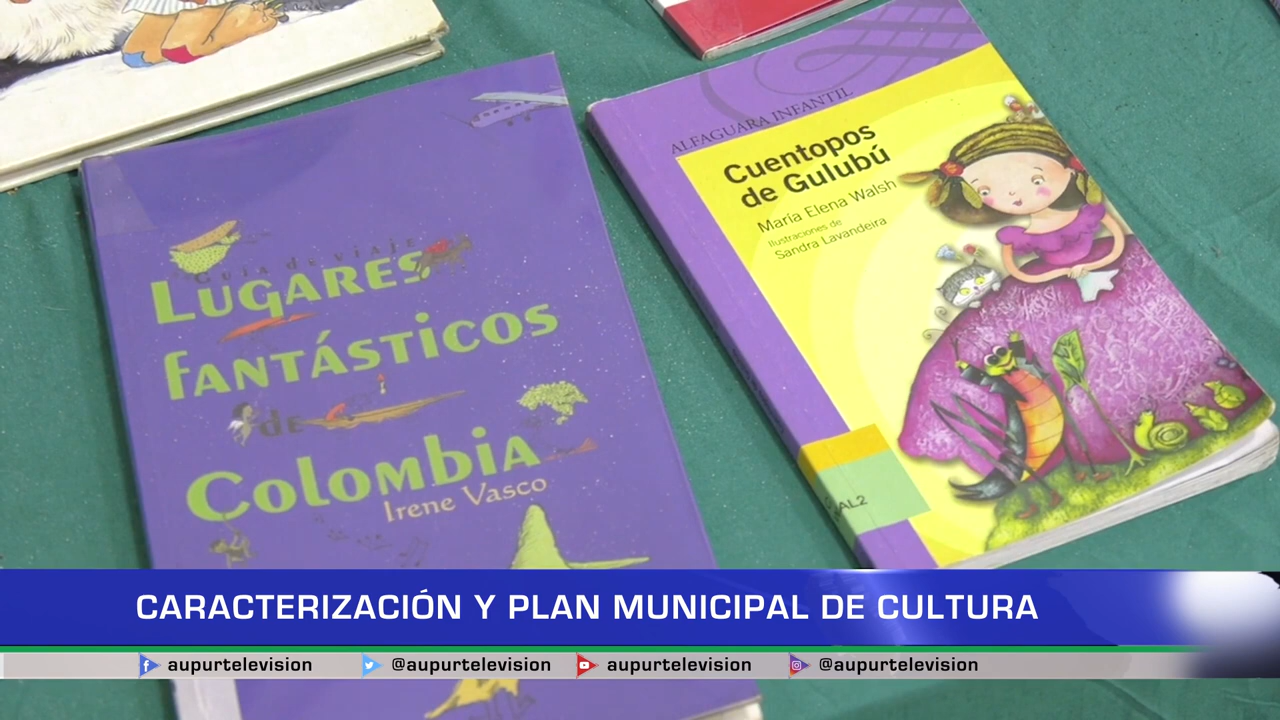 GUÍA DE VIAJE
LUGARES
FANTÁSTICOS
de
COLOMBIA
Irene Vasco
ALFAGUARA INFANTIL
Cuentopos
de Gulubú
María Elena Walsh
Ilustraciones de
Sandra Lavandeira
AL2
CARACTERIZACIÓN Y PLAN MUNICIPAL DE CULTURA
aupurtelevision @aupurtelevision aupurtelevision @aupurtelevision